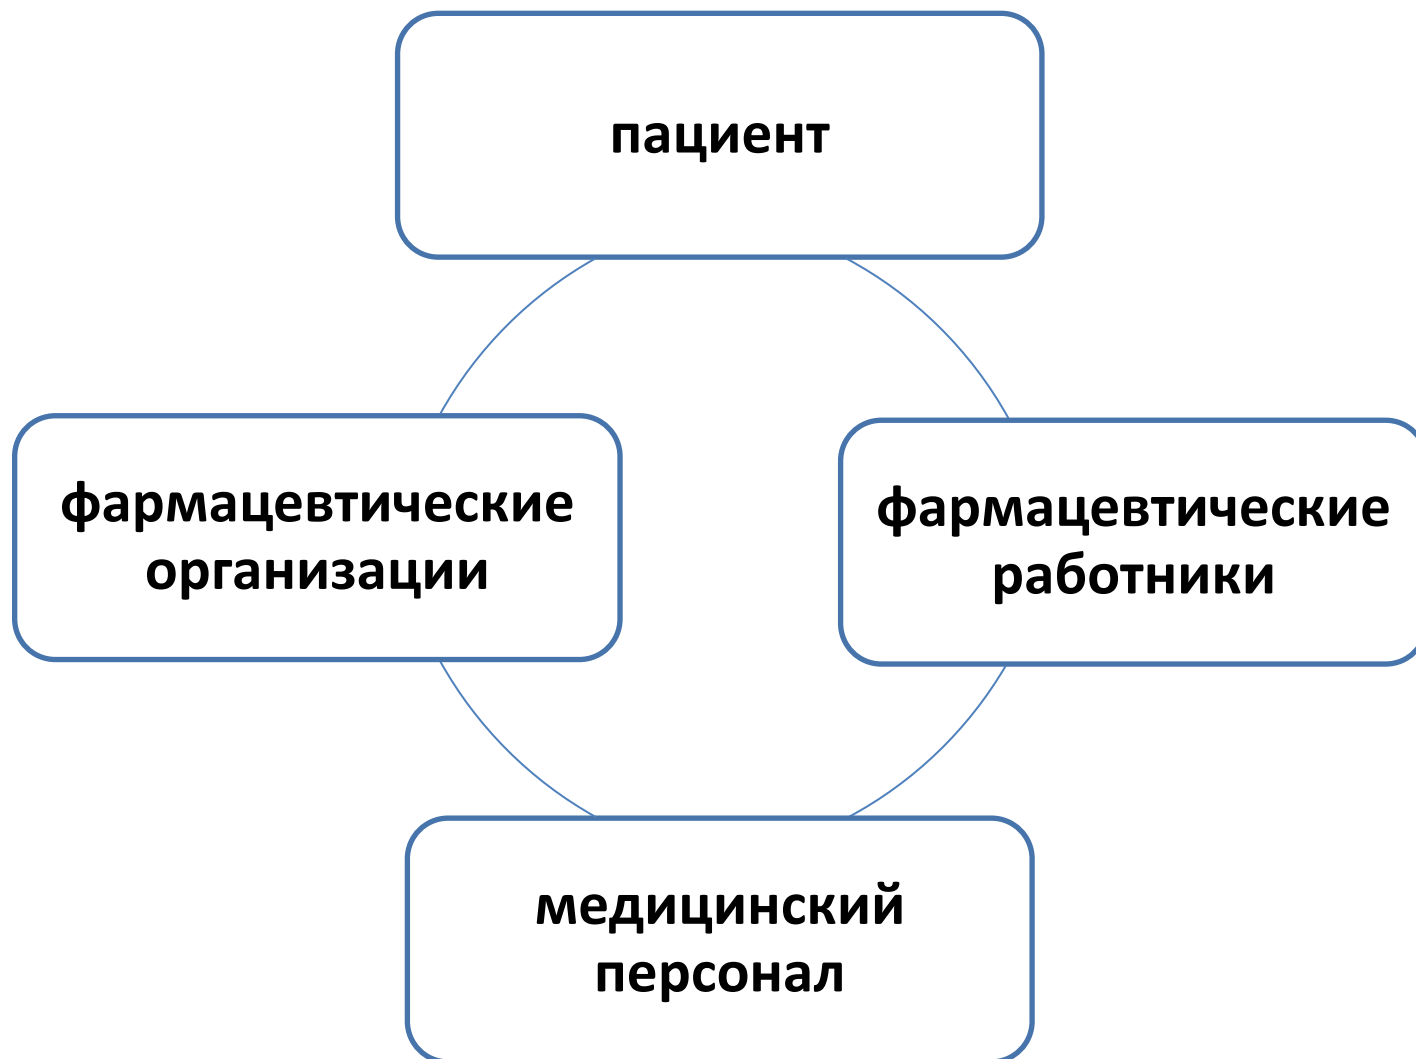 пациент
фармацевтические
организации
фармацевтические
работники
медицинский
персонал